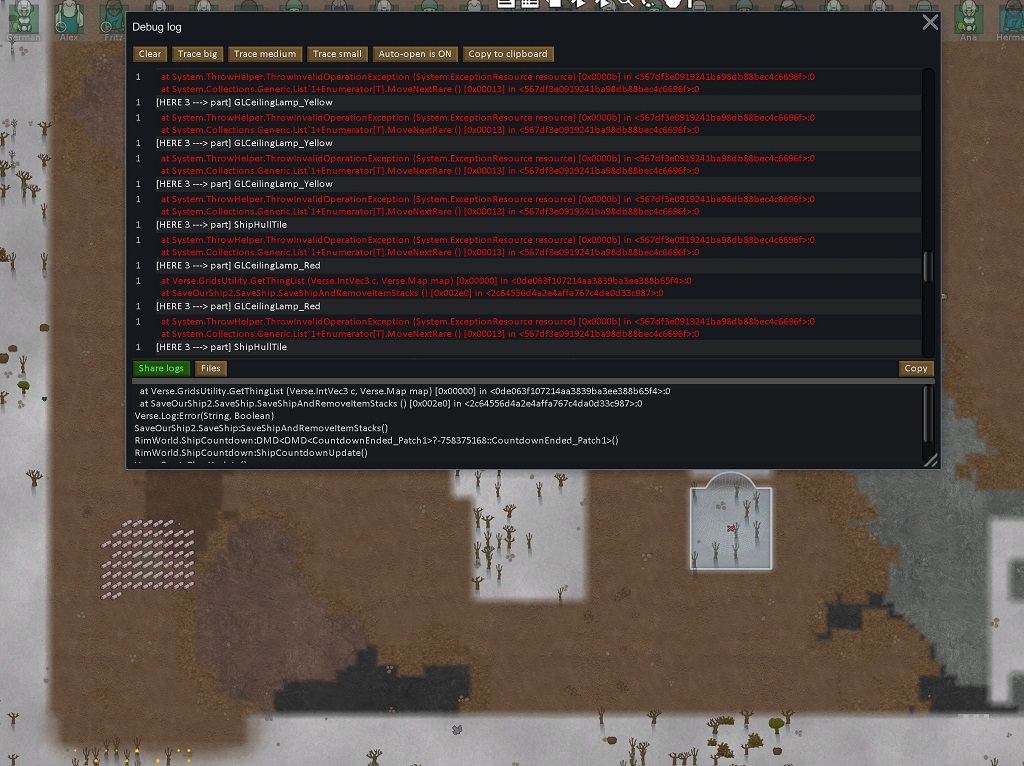 German Alex Fritz Ana
Debug log
Clear Trace big Trace medium Trace small Auto-open is ON Copy to clipboard
1 at System.ThrowHelper.ThrowInvalidOperationException (System.ExceptionResource resource) [0x0000b] in <567df3e0919241ba98db88bec4c6696f>:0
at System.Collections.Generic.List`1+Enumerator[T].MoveNextRare () [0x00013] in <567df3e0919241ba98db88bec4c6696f>:0
1 [HERE 3 ---> part] GLCeilingLamp_Yellow
1 at System.ThrowHelper.ThrowInvalidOperationException (System.ExceptionResource resource) [0x0000b] in <567df3e0919241ba98db88bec4c6696f>:0
at System.Collections.Generic.List`1+Enumerator[T].MoveNextRare () [0x00013] in <567df3e0919241ba98db88bec4c6696f>:0
1 [HERE 3 ---> part] GLCeilingLamp_Yellow
1 at System.ThrowHelper.ThrowInvalidOperationException (System.ExceptionResource resource) [0x0000b] in <567df3e0919241ba98db88bec4c6696f>:0
at System.Collections.Generic.List`1+Enumerator[T].MoveNextRare () [0x00013] in <567df3e0919241ba98db88bec4c6696f>:0
1 [HERE 3 ---> part] GLCeilingLamp_Yellow
1 at System.ThrowHelper.ThrowInvalidOperationException (System.ExceptionResource resource) [0x0000b] in <567df3e0919241ba98db88bec4c6696f>:0
at System.Collections.Generic.List`1+Enumerator[T].MoveNextRare () [0x00013] in <567df3e0919241ba98db88bec4c6696f>:0
1 [HERE 3 ---> part] ShipHullTile
1 at System.ThrowHelper.ThrowInvalidOperationException (System.ExceptionResource resource) [0x0000b] in <567df3e0919241ba98db88bec4c6696f>:0
at System.Collections.Generic.List`1+Enumerator[T].MoveNextRare () [0x00013] in <567df3e0919241ba98db88bec4c6696f>:0
1 [HERE 3 ---> part] GLCeilingLamp_Red
1 at Verse.GridsUtility.GetThingList (Verse.IntVec3 c, Verse.Map map) [0x00000] in <0de063f107214aa3839ba3ee388b65f4>:0
at SaveOurShip2.SaveShip.SaveShipAndRemoveItemStacks () [0x002e0] in <2c64556d4a2e4affa767c4da0d33c987>:0
1 [HERE 3 ---> part] GLCeilingLamp_Red
1 at System.ThrowHelper.ThrowInvalidOperationException (System.ExceptionResource resource) [0x0000b] in <567df3e0919241ba98db88bec4c6696f>:0
at System.Collections.Generic.List`1+Enumerator[T].MoveNextRare () [0x00013] in <567df3e0919241ba98db88bec4c6696f>:0
1 [HERE 3 ---> part] ShipHullTile
Share logs Files Copy
at Verse.GridsUtility.GetThingList (Verse.IntVec3 c, Verse.Map map) [0x00000] in <0de063f107214aa3839ba3ee388b65f4>:0
at SaveOurShip2.SaveShip.SaveShipAndRemoveItemStacks () [0x002e0] in <2c64556d4a2e4affa767c4da0d33c987>:0
Verse.Log:Error(String, Boolean)
SaveOurShip2.SaveShip:SaveShipAndRemoveItemStacks()
RimWorld.ShipCountdown:DMD<DMD<CountdownEnded_Patch1>?-758375168::CountdownEnded_Patch1>()
RimWorld.ShipCountdown:ShipCountdownUpdate()